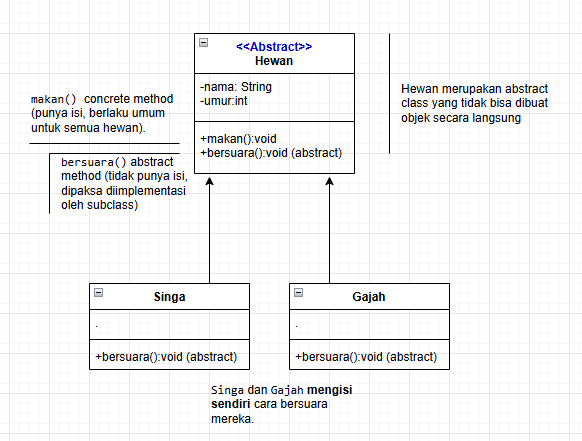 <<Abstract>>
Hewan
-nama: String
-umur:int
+makan():void
+bersuara():void (abstract)
makan() concrete method
(punya isi, berlaku umum
untuk semua hewan).
bersuara() abstract
method (tidak punya isi,
dipaksa diimplementasi
oleh subclass)
Hewan merupakan abstract
class yang tidak bisa dibuat
objek secara langsung
Singa
.
+bersuara():void (abstract)
Gajah
.
+bersuara():void (abstract)
Singa dan Gajah mengisi
sendiri cara bersuara
mereka.